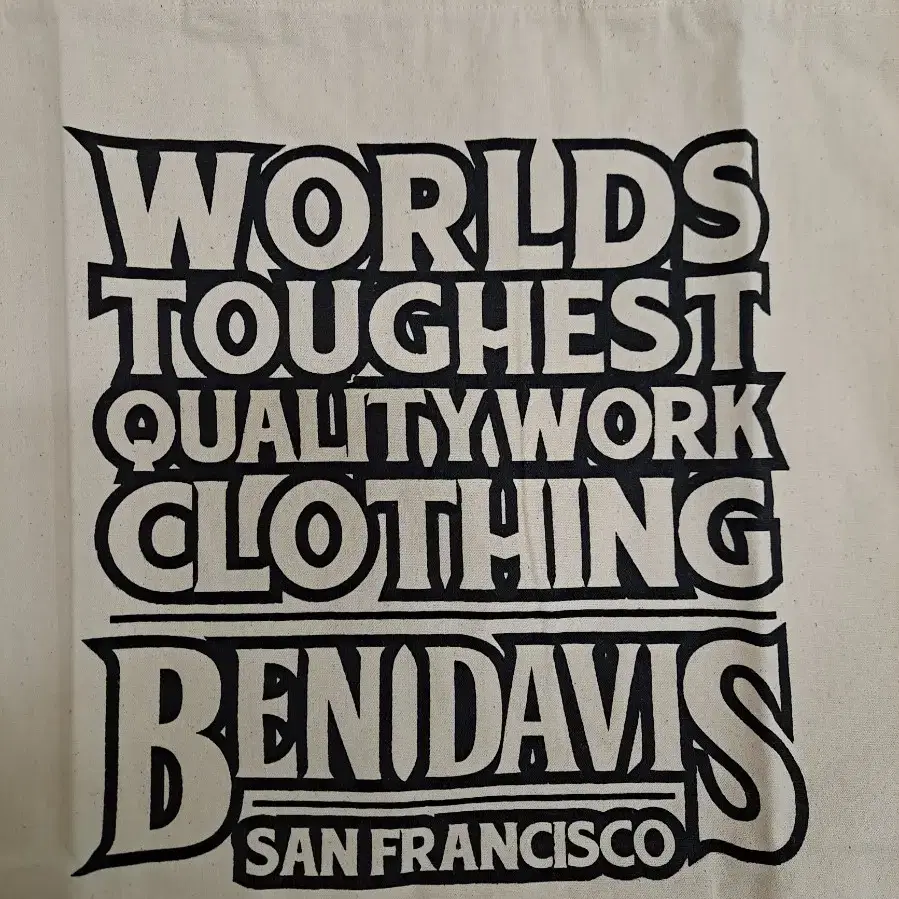 WORLDS
TOUGHEST
QUALITY WORK
CLOTHING
BEN DAVIS
SAN FRANCISCO